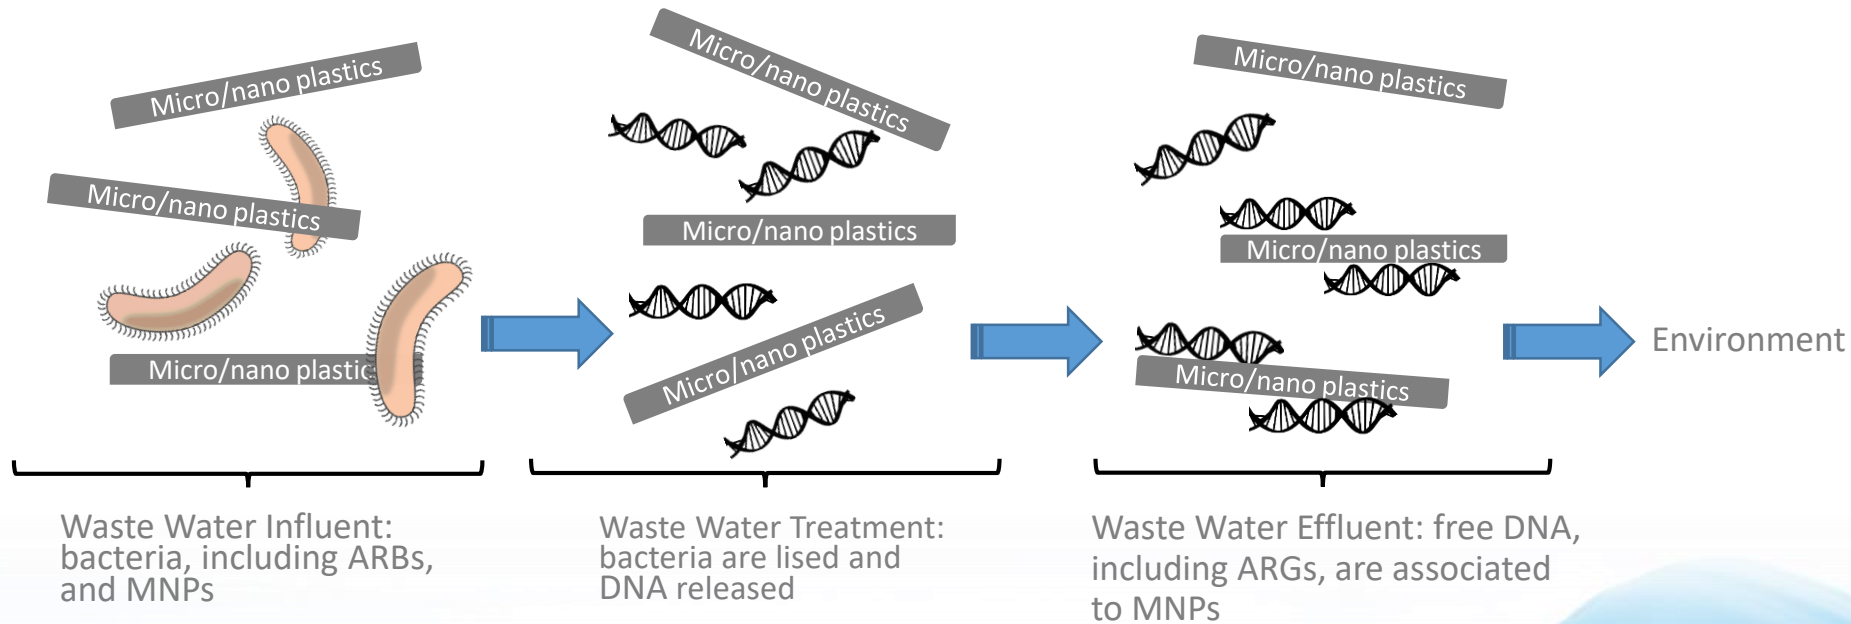 Micro/nano plastics
Micro/nano plastics
Micro/nano plastic
Micro/nano plastics
Micro/nano plastics
Micro/nano plastics
Micro/nano plastics
Micro/nano plastics
Micro/nano plastics
Environment
Waste Water Influent:
bacteria, including ARBs,
and MNPs
Waste Water Treatment:
bacteria are lised and
DNA released
Waste Water Effluent: free DNA,
including ARGs, are associated
to MNPs